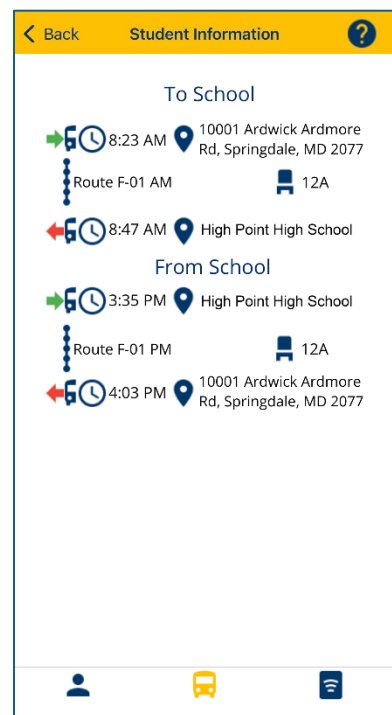 Back Student Information ?
To School
8:23 AM 10001 Ardwick Ardmore
Rd, Springdale, MD 2077
Route F-01 AM 12A
8:47 AM High Point High School
From School
3:35 PM High Point High School
Route F-01 PM 12A
4:03 PM 10001 Ardwick Ardmore
Rd, Springdale, MD 2077